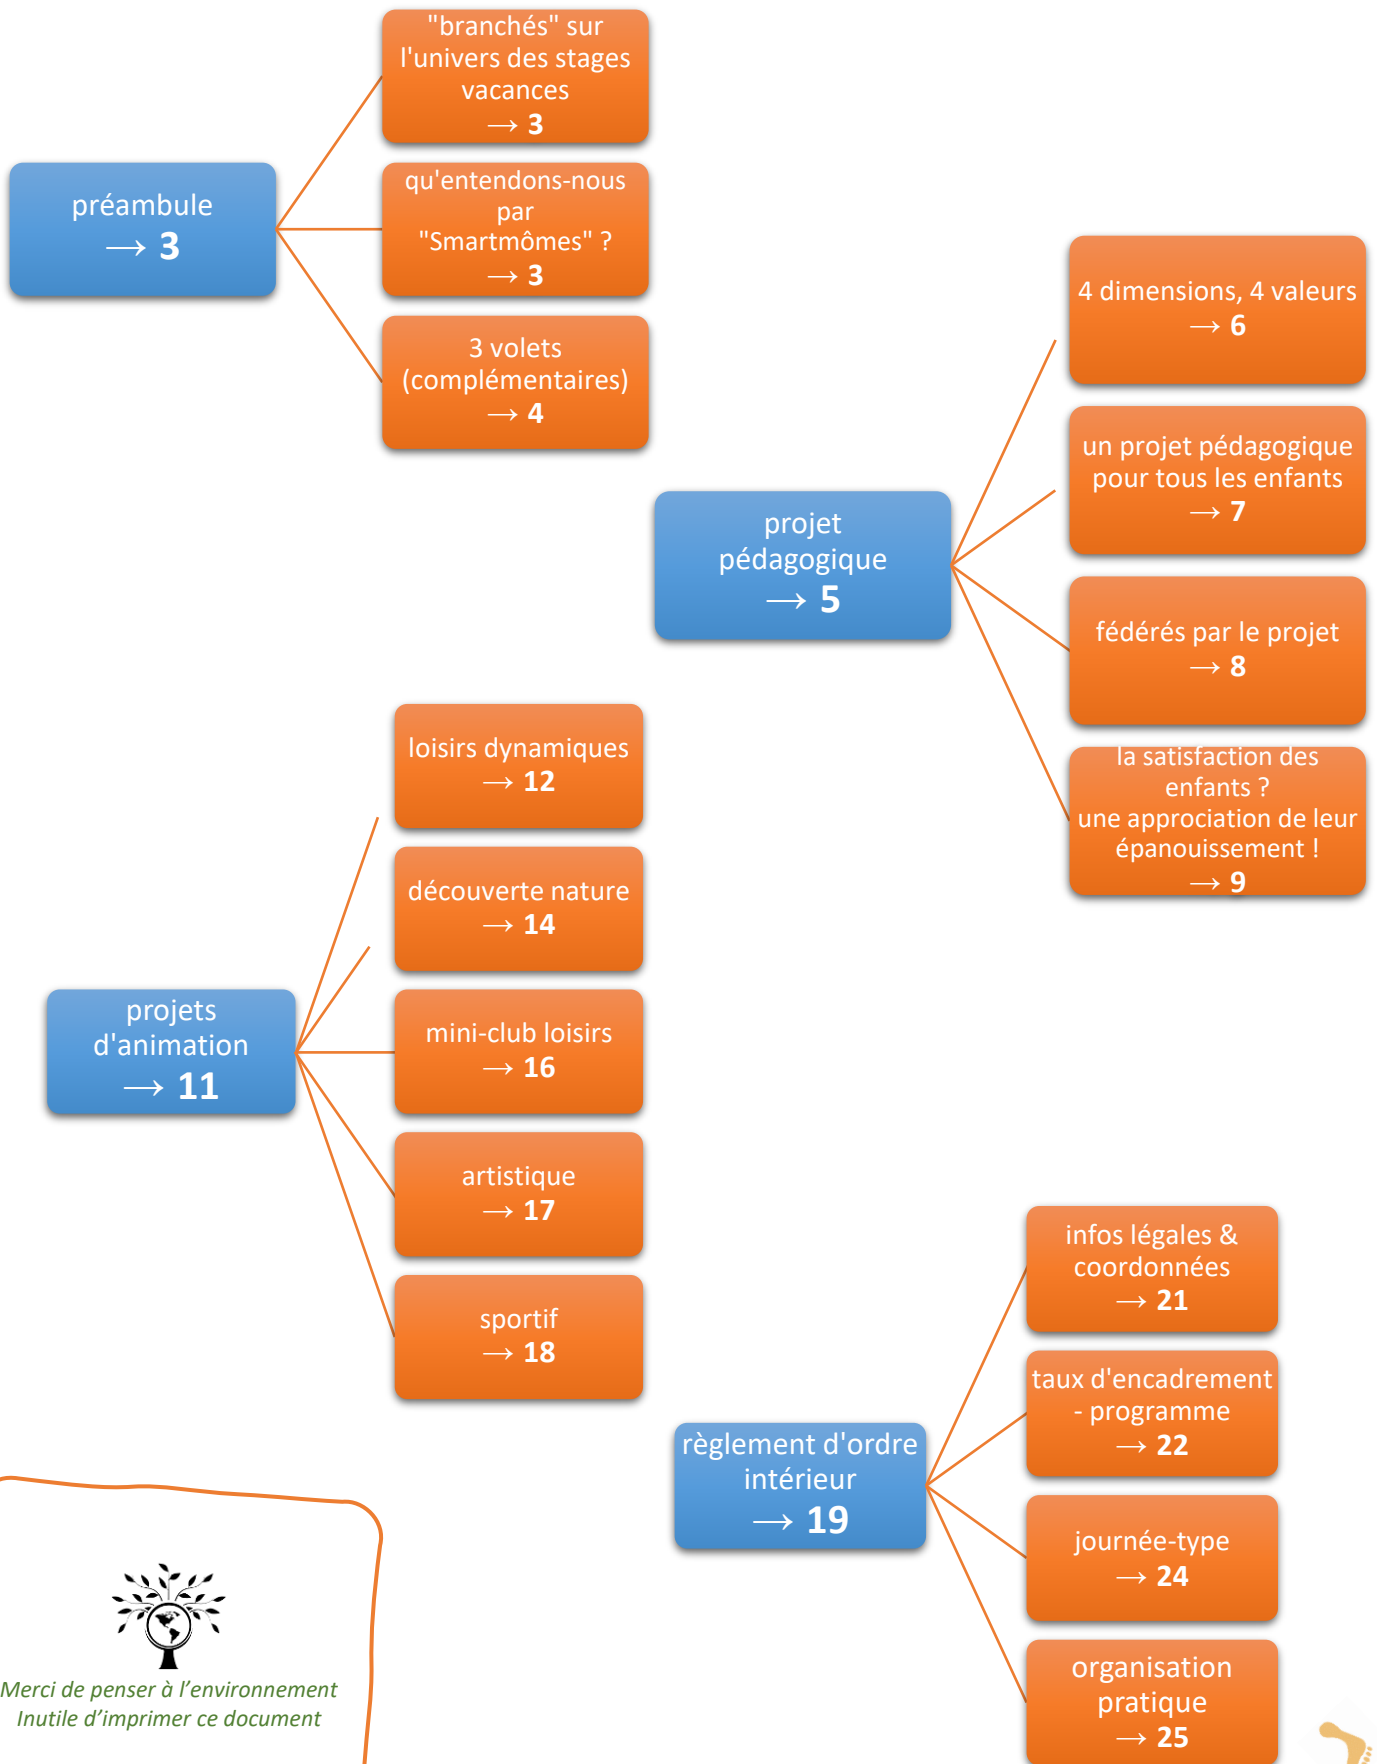 préambule
→ 3
"branchés" sur
l'univers des stages
vacances
→ 3
qu'entendons-nous
par
"Smartmômes" ?
→ 3
3 volets
(complémentaires)
→ 4
projet
pédagogique
→ 5
4 dimensions, 4 valeurs
→ 6
un projet pédagogique
pour tous les enfants
→ 7
fédérés par le projet
→ 8
la satisfaction des
enfants ?
une approciation de leur
épanouissement !
→ 9
projets
d'animation
→ 11
loisirs dynamiques
→ 12
découverte nature
→ 14
mini-club loisirs
→ 16
artistique
→ 17
sportif
→ 18
règlement d'ordre
intérieur
→ 19
infos légales &
coordonnées
→ 21
taux d'encadrement
- programme
→ 22
journée-type
→ 24
organisation
pratique
→ 25
Merci de penser à l’environnement
Inutile d’imprimer ce document